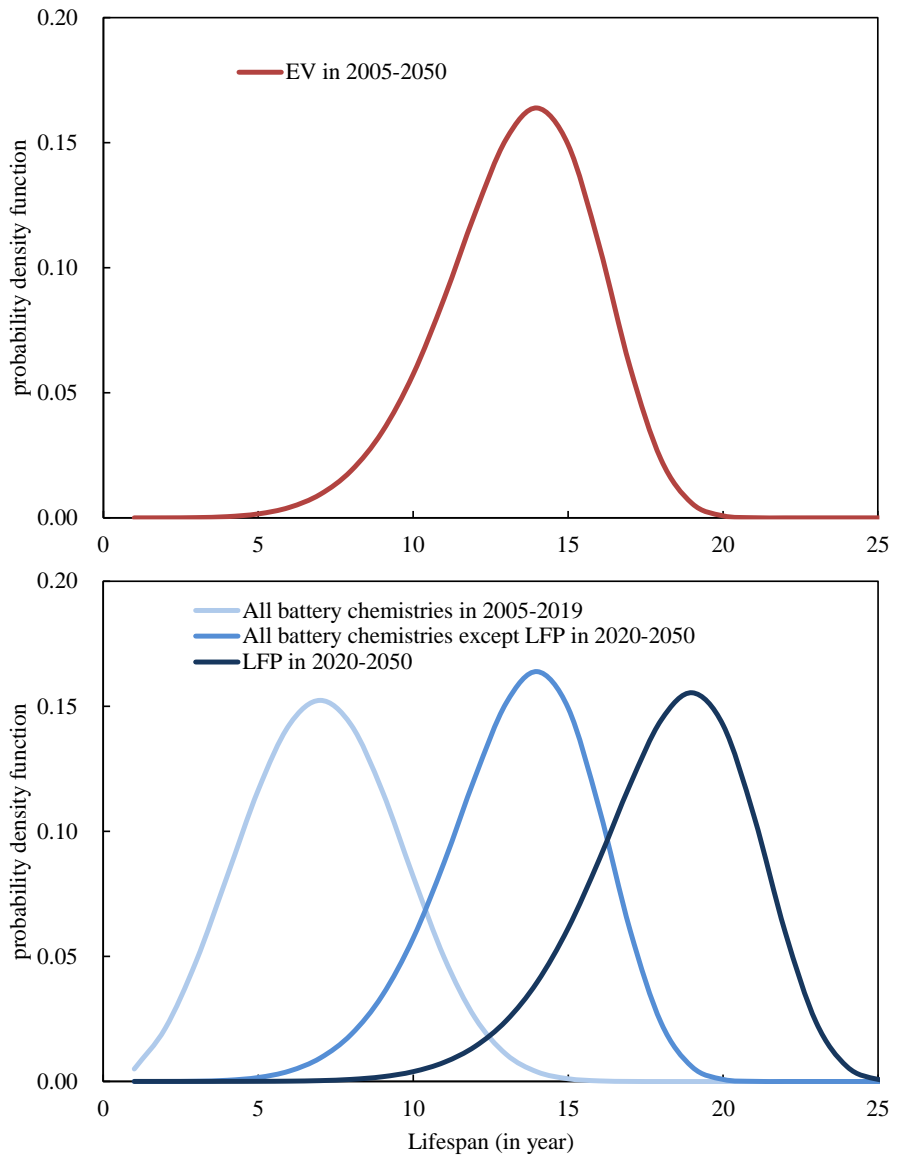 0.20
EV in 2005-2050
0.15
0.10
0.05
0.00
probability density function
0 5 10 15 20 25
0.20
All battery chemistries in 2005-2019
All battery chemistries except LFP in 2020-2050
LFP in 2020-2050
0.15
0.10
0.05
0.00
probability density function
0 5 10 15 20 25
Lifespan (in year)